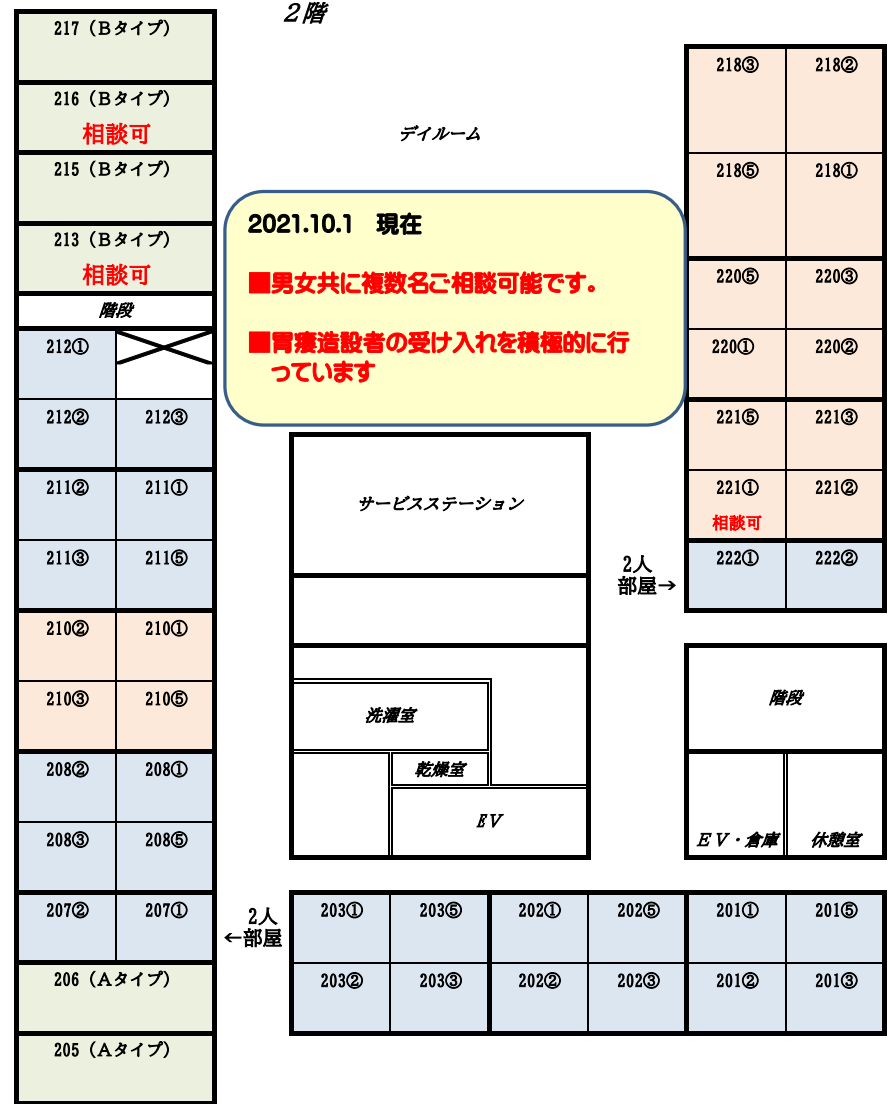 ２階
217（Ｂタイプ）
216（Ｂタイプ）
相談可
215（Ｂタイプ）
213（Ｂタイプ）
相談可
階段
212①
212② 212③
211② 211①
211③ 211⑤
210② 210①
210③ 210⑤
208② 208①
208③ 208⑤
207② 207①
206（Ａタイプ）
205（Ａタイプ）
デイルーム
2021.10.1　現在
■男女共に複数名ご相談可能です。
■胃瘻造設者の受け入れを積極的に行
っています
サービスステーション
洗濯室
乾燥室
EV
2人
←部屋
203① 203⑤ 202① 202⑤ 201① 201⑤
203② 203③ 202② 202③ 201② 201③
218③ 218②
218⑤ 218①
220⑤ 220③
220① 220②
221⑤ 221③
221① 221②
相談可
2人
部屋→
222① 222②
階段
ＥＶ・倉庫 休憩室